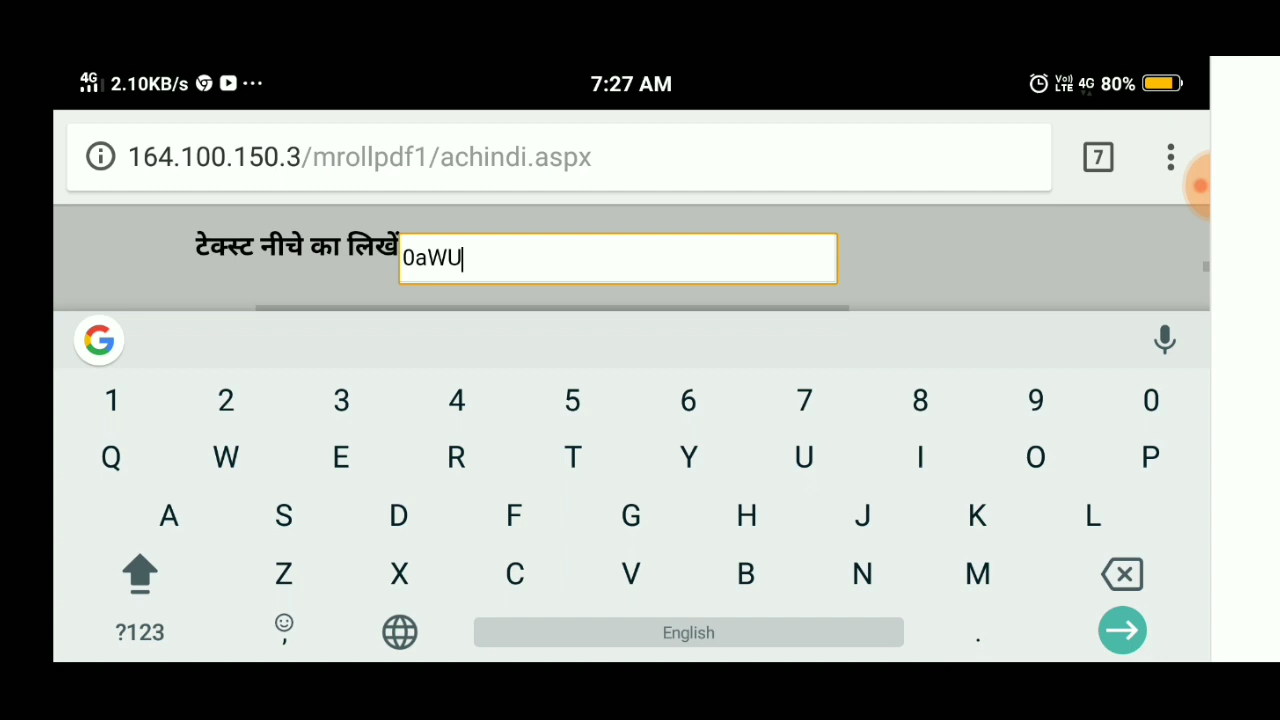 4G 2.10KB/s ... 7:27 AM Vo) LTE 4G 80%
164.100.150.3/mrollpdf1/achindi.aspx 7
टेक्स्ट नीचे का लिखें 0aWU
G
1 2 3 4 5 6 7 8 9 0
Q W E R T Y U I O P
A S D F G H J K L
Z X C V B N M
?123 , English .